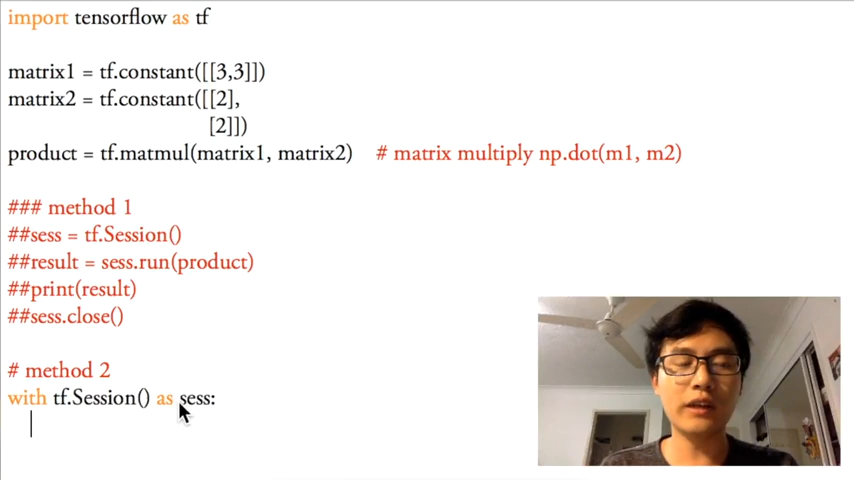 import tensorflow as tf
matrix1 = tf.constant([[3,3]])
matrix2 = tf.constant([[2],
[2]])
product = tf.matmul(matrix1, matrix2) # matrix multiply np.dot(m1, m2)
### method 1
##sess = tf.Session()
##result = sess.run(product)
##print(result)
##sess.close()
# method 2
with tf.Session() as sess: